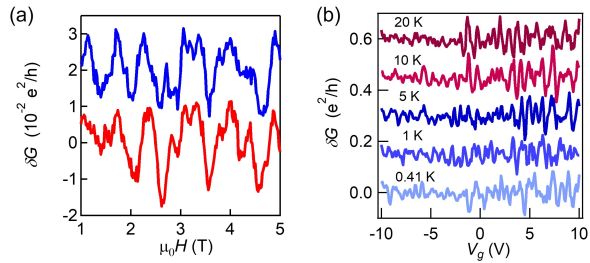 (a)
δG (10⁻² e²/h)
3
2
1
0
-1
-2
1
2
3
4
5
μ₀H (T)
(b)
δG (e²/h)
0.6
0.4
0.2
0.0
20 K
10 K
5 K
1 K
0.41 K
-10
-5
0
5
10
V_g (V)